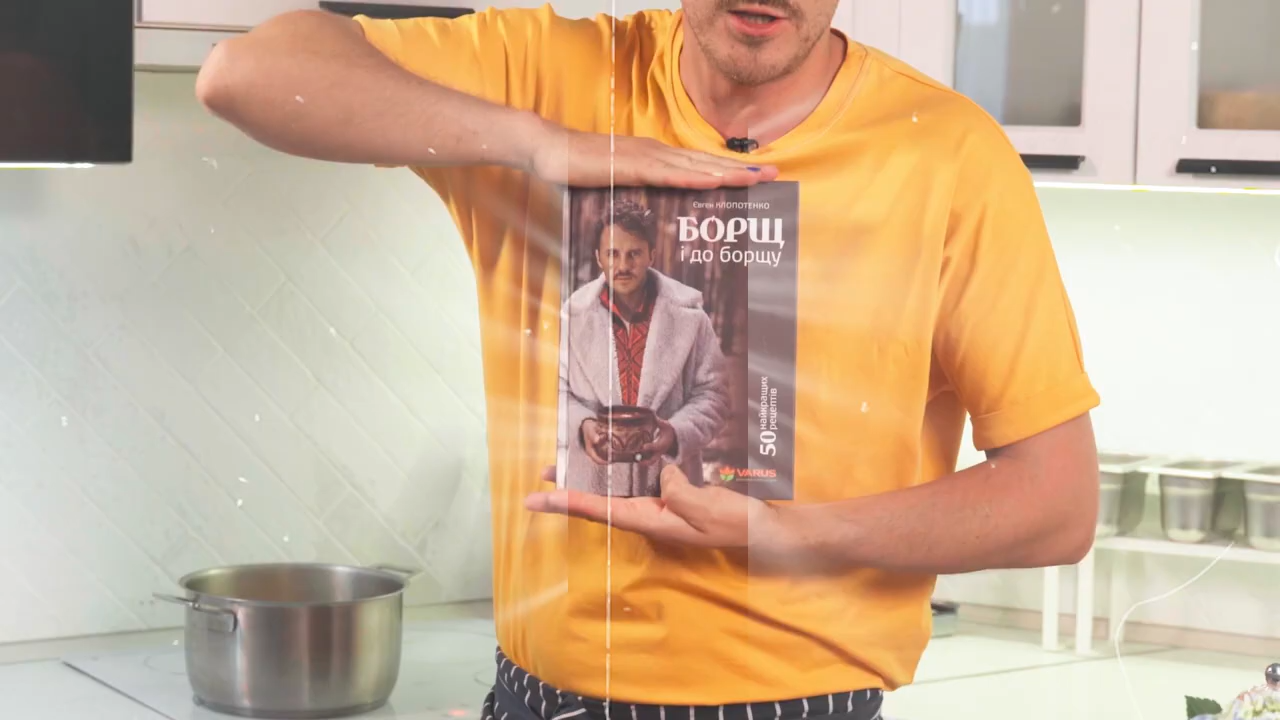 Євген КЛОПОТЕНКО
БОРЩ
і до борщу
50 найкращих
рецептів
VARUS